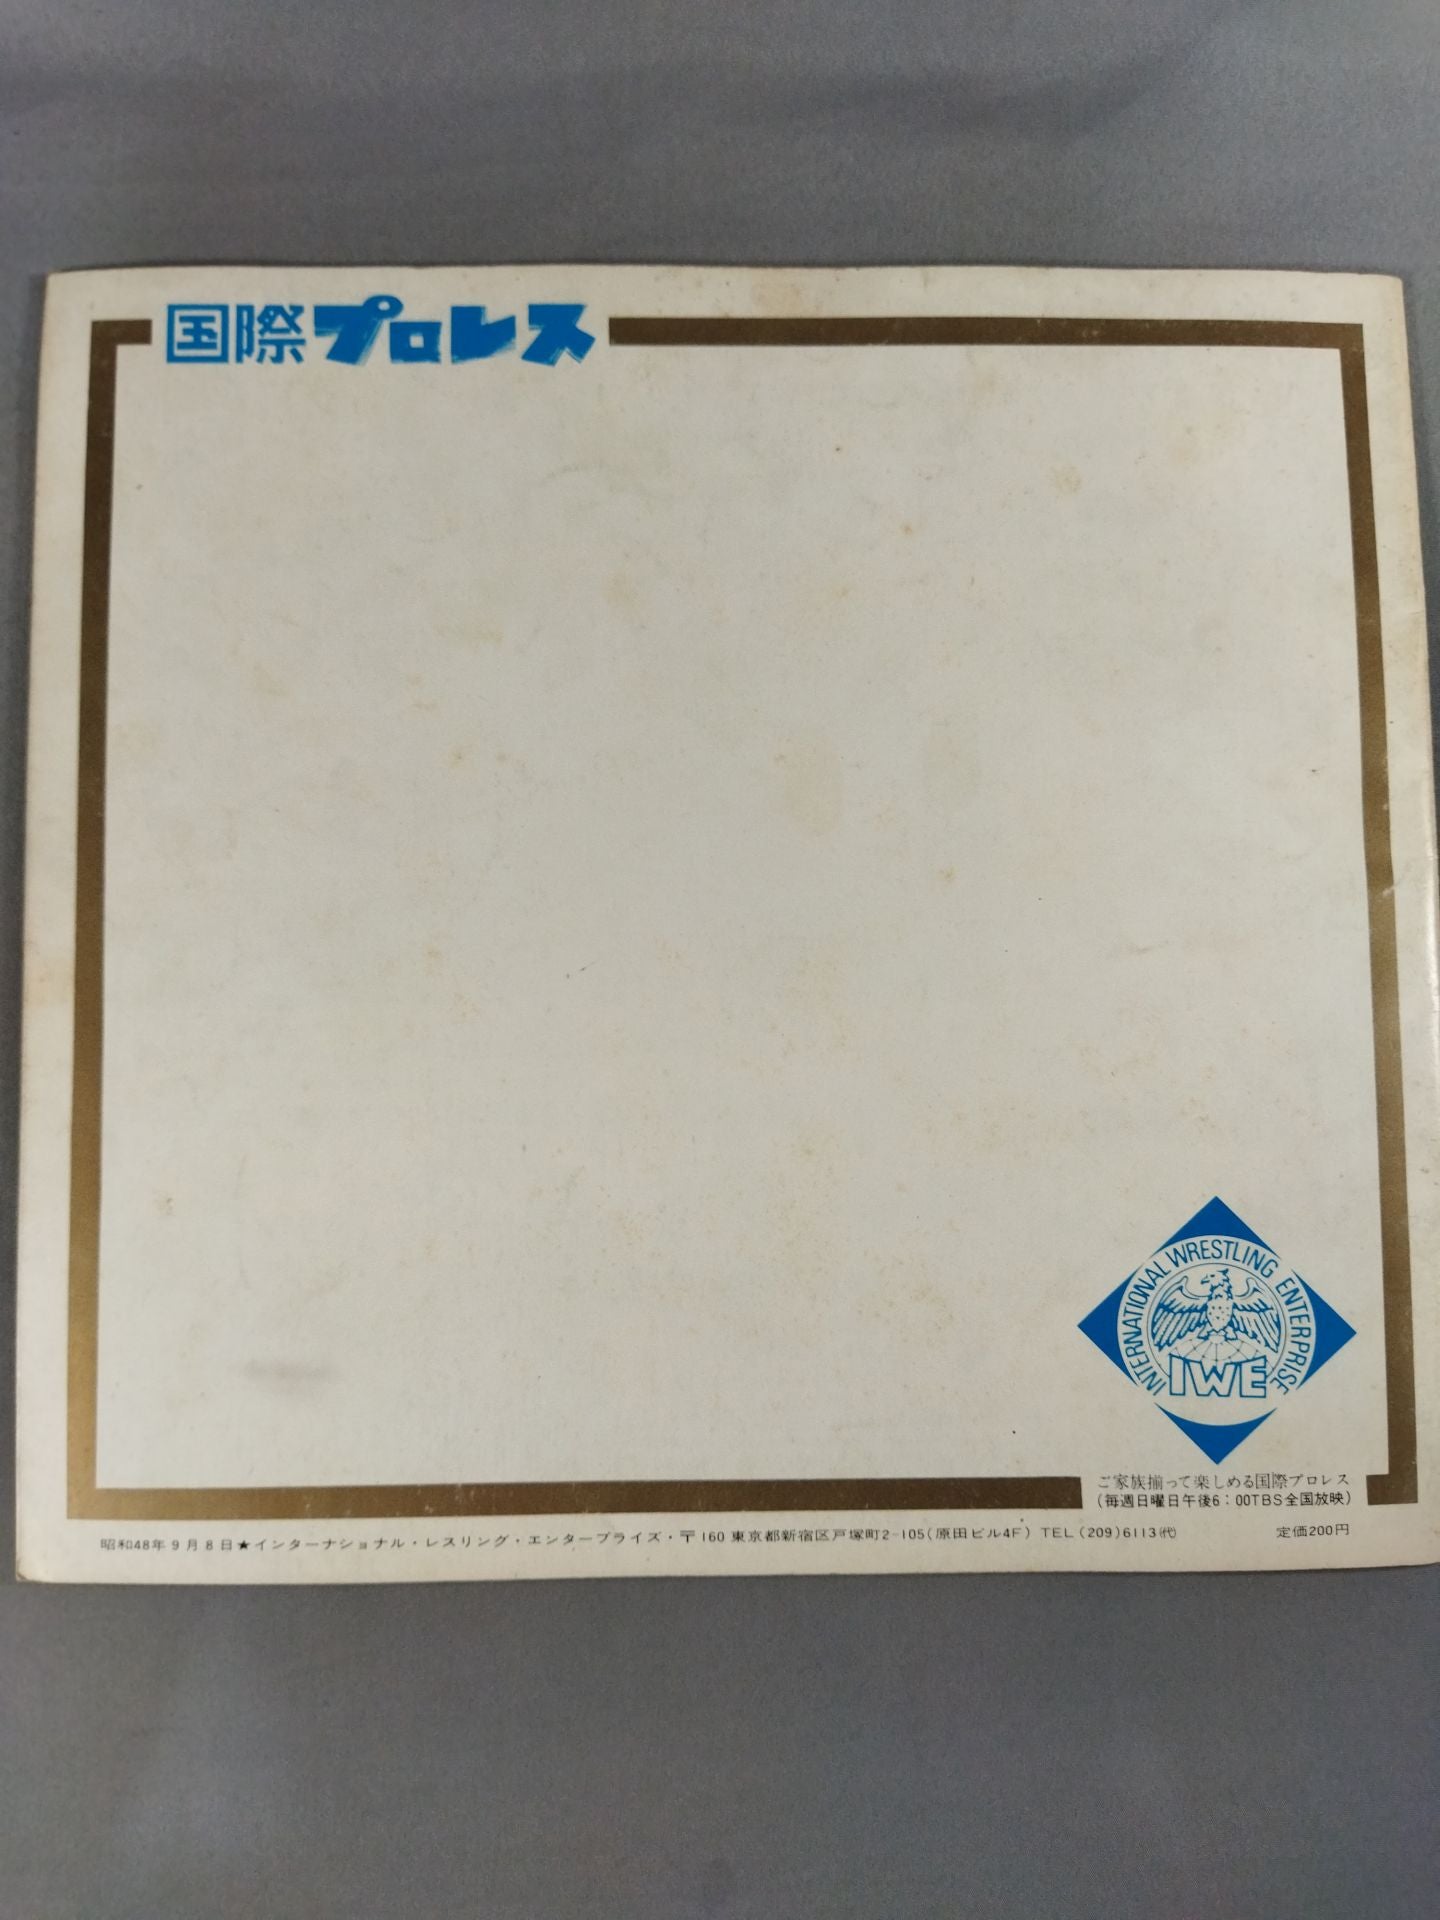 国際プロレス
INTERNATIONAL WRESTLING ENTERPRISE
IWE
ご家族揃って楽しめる国際プロレス
(毎週日曜日午後6:00TBS全国放映)
昭和48年9月8日★インターナショナル・レスリング・エンタープライズ・〒160 東京都新宿区戸塚町2-105(原田ビル4F) TEL(209)6113(代) 定価200円